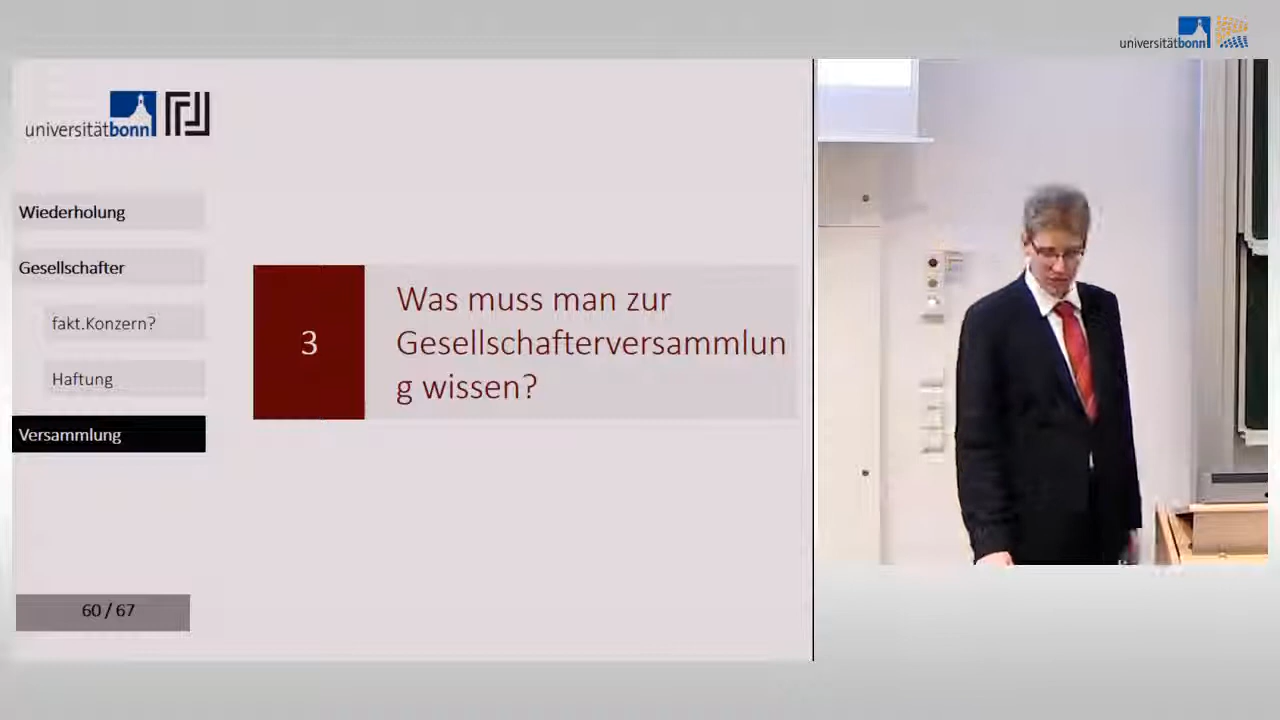 universitätbonn
universitätbonn
Wiederholung
Gesellschafter
fakt.Konzern?
Haftung
Versammlung
60 / 67
3
Was muss man zur
Gesellschafterversammlun
g wissen?